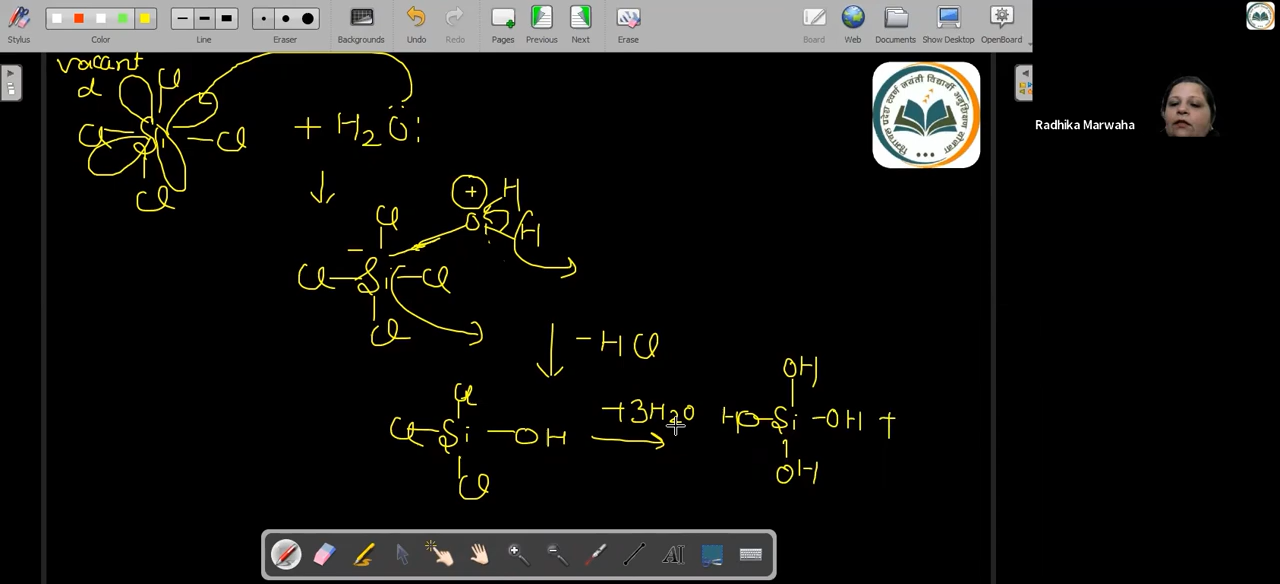 Stylus
Color
Line
Eraser
Backgrounds
Undo
Redo
Pages
Previous
Next
Erase
Board
Web
Documents
Show Desktop
OpenBoard
Radhika Marwaha
vacant
d
Cl
Cl Si Cl
Cl
+ H2O
Cl
+
H
O
H
−
Cl Si Cl
Cl
− HCl
Cl
Cl Si OH
Cl
+3H2O
OH
HO Si OH +
OH
AI